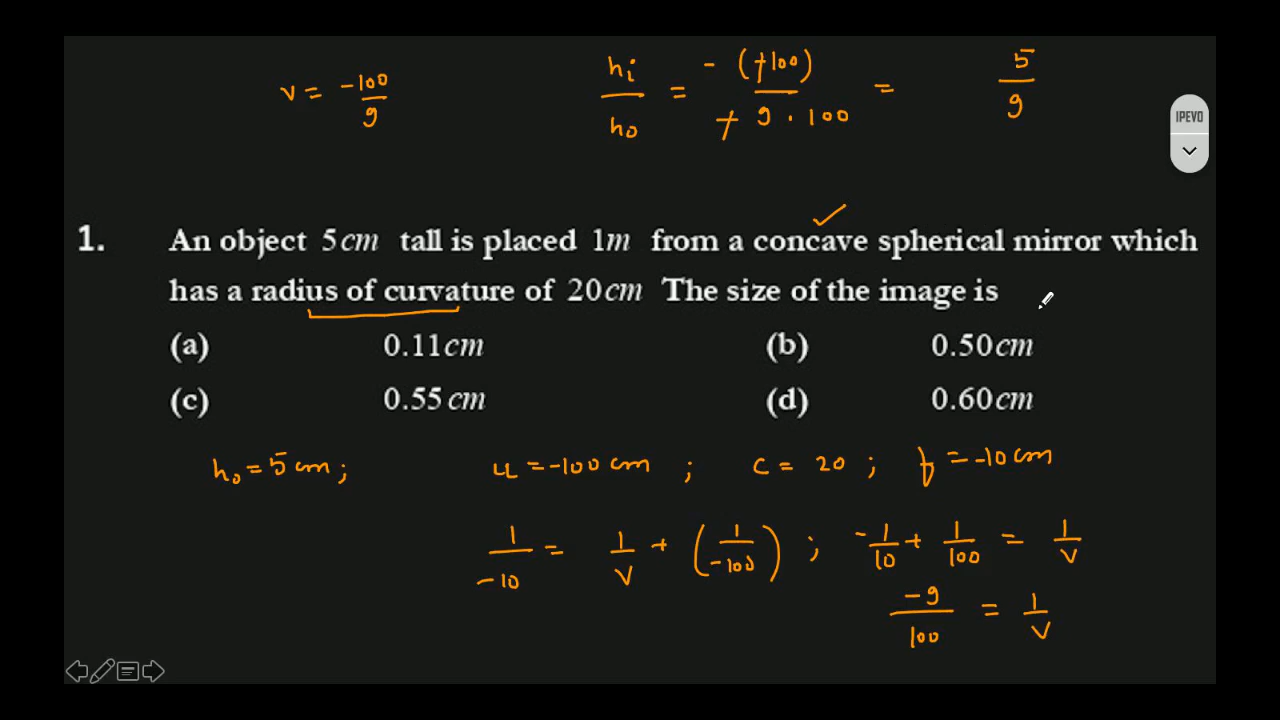 v = -100/9    hi/ho = -(+100)/+9·100 = 5/9
IPEVO
1. An object 5cm tall is placed 1m from a concave spherical mirror which
has a radius of curvature of 20cm The size of the image is
(a) 0.11cm (b) 0.50cm
(c) 0.55cm (d) 0.60cm
ho = 5 cm; u = -100 cm ; c = 20 ; f = -10 cm
1/-10 = 1/v + (1/-100) ; -1/10 + 1/100 = 1/v
-9/100 = 1/v